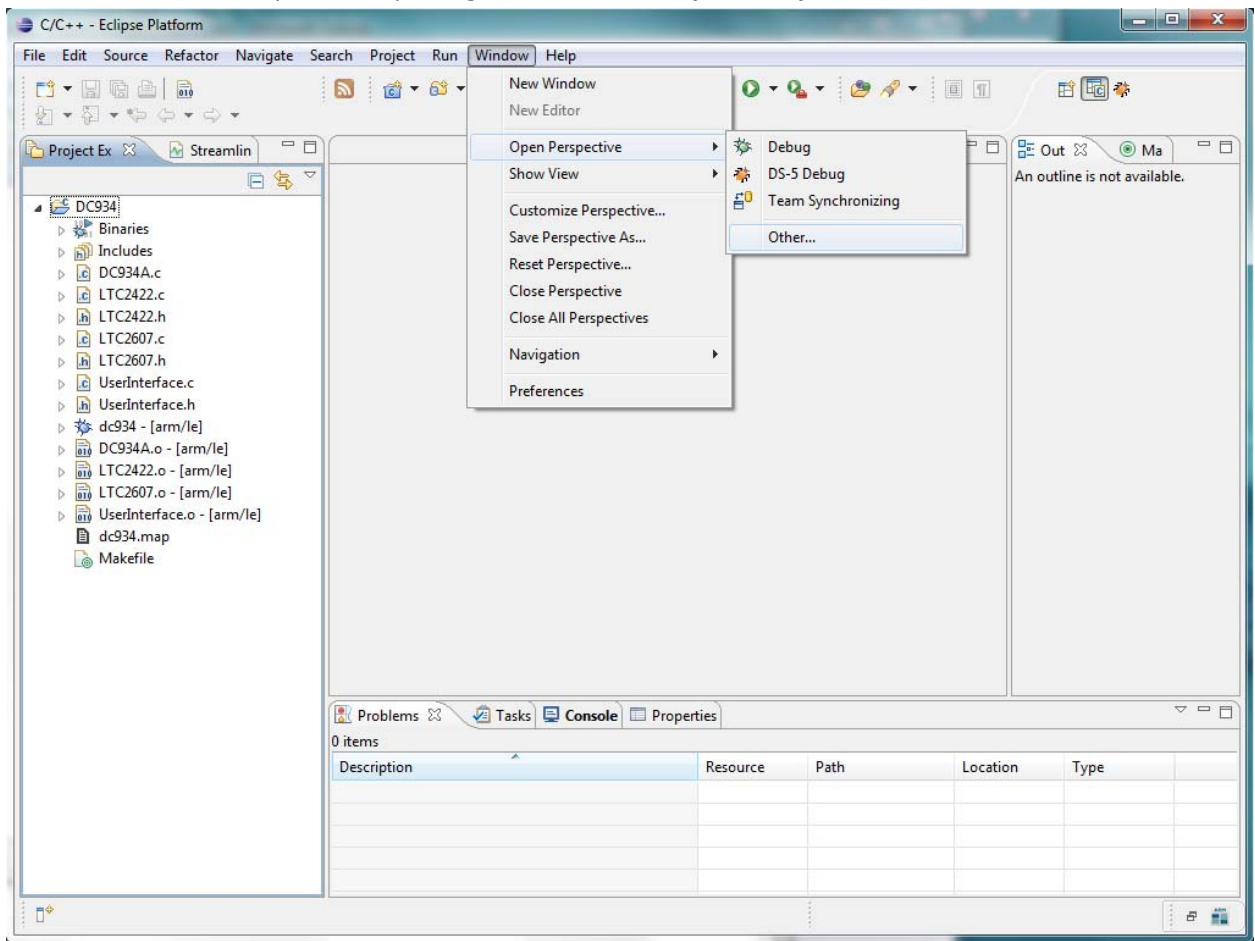 C/C++ - Eclipse Platform
File Edit Source Refactor Navigate Search Project Run Window Help
New Window
New Editor
Open Perspective
Show View
Customize Perspective...
Save Perspective As...
Reset Perspective...
Close Perspective
Close All Perspectives
Navigation
Preferences
Debug
DS-5 Debug
Team Synchronizing
Other...
Project Ex Streamlin
DC934
Binaries
Includes
DC934A.c
LTC2422.c
LTC2422.h
LTC2607.c
LTC2607.h
UserInterface.c
UserInterface.h
dc934 - [arm/le]
DC934A.o - [arm/le]
LTC2422.o - [arm/le]
LTC2607.o - [arm/le]
UserInterface.o - [arm/le]
dc934.map
Makefile
Out Ma
An outline is not available.
Problems Tasks Console Properties
0 items
Description Resource Path Location Type